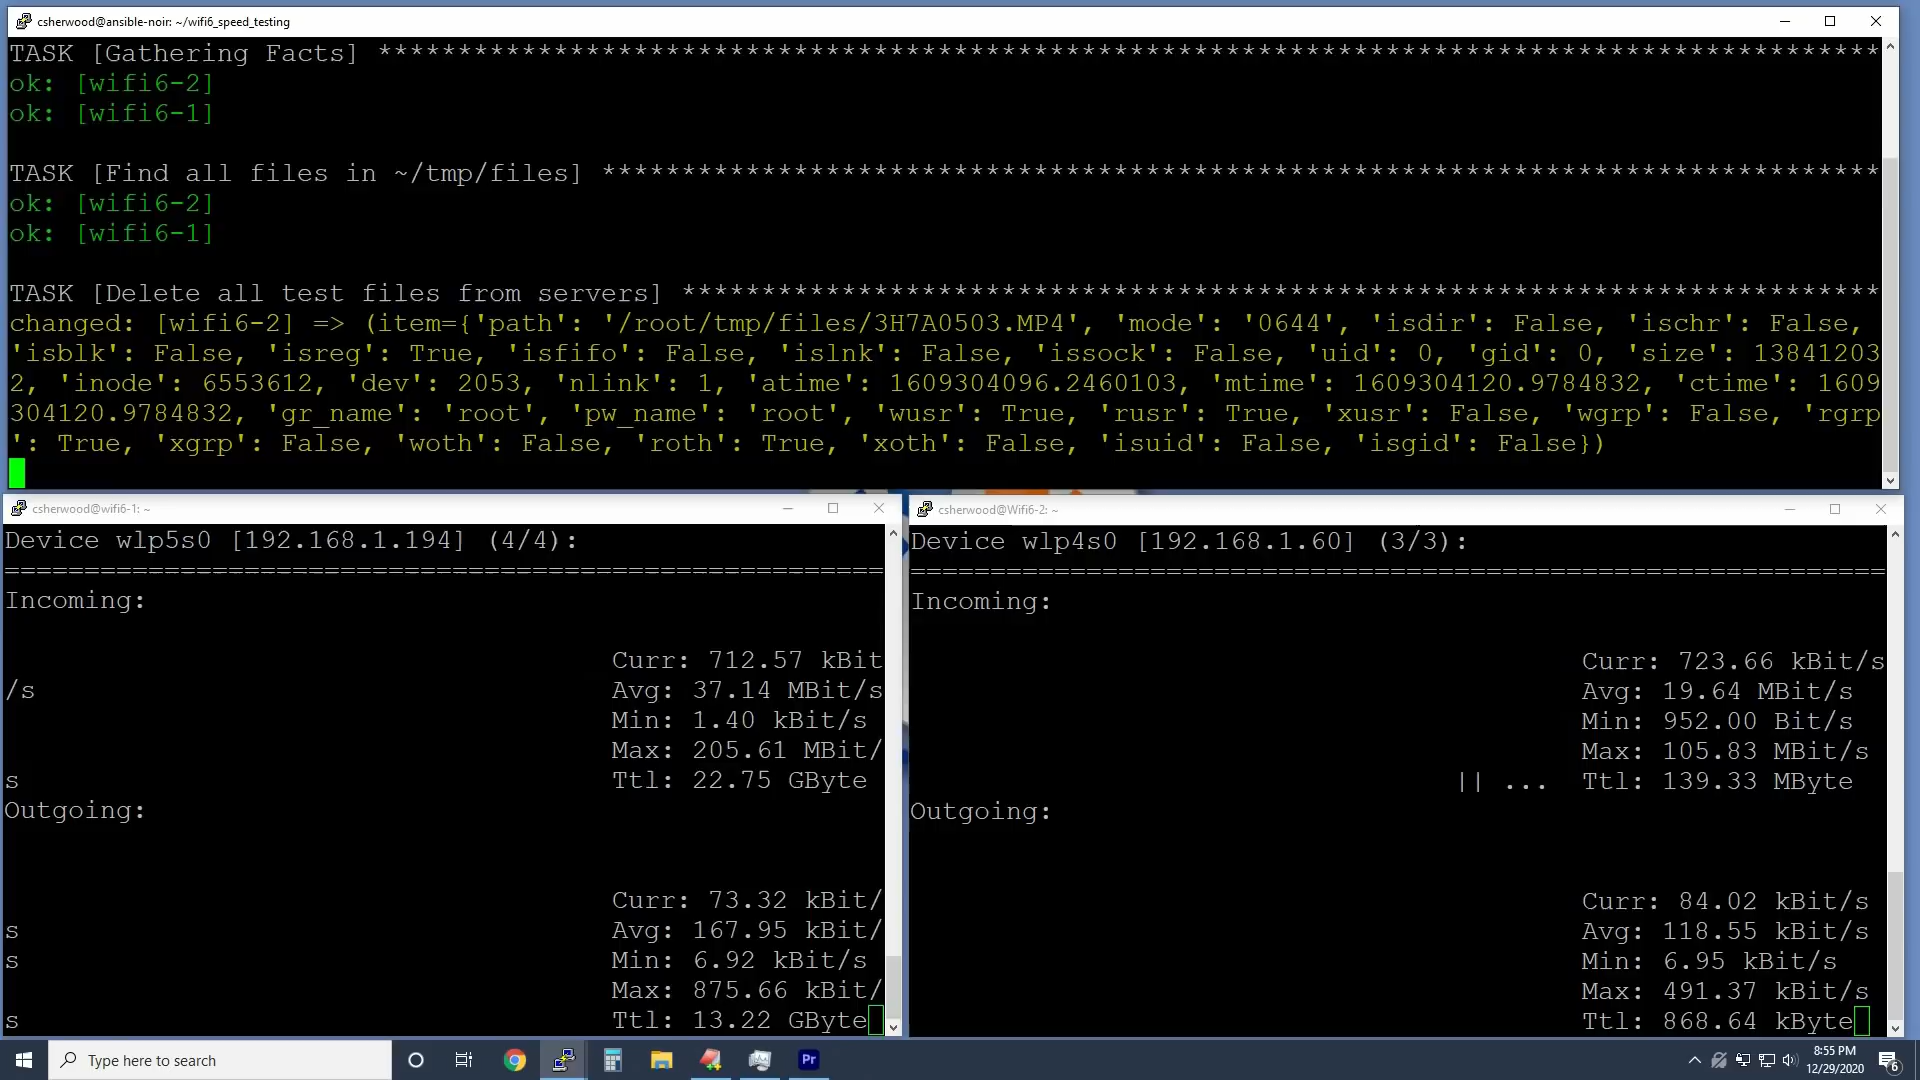 csherwood@ansible-noir: ~/wifi6_speed_testing
TASK [Gathering Facts] **********************************************************************************************
ok: [wifi6-2]
ok: [wifi6-1]
TASK [Find all files in ~/tmp/files] ********************************************************************************
ok: [wifi6-2]
ok: [wifi6-1]
TASK [Delete all test files from servers] ***************************************************************************
changed: [wifi6-2] => (item={'path': '/root/tmp/files/3H7A0503.MP4', 'mode': '0644', 'isdir': False, 'ischr': False,
'isblk': False, 'isreg': True, 'isfifo': False, 'islnk': False, 'issock': False, 'uid': 0, 'gid': 0, 'size': 13841203
2, 'inode': 6553612, 'dev': 2053, 'nlink': 1, 'atime': 1609304096.2460103, 'mtime': 1609304120.9784832, 'ctime': 1609
304120.9784832, 'gr_name': 'root', 'pw_name': 'root', 'wusr': True, 'rusr': True, 'xusr': False, 'wgrp': False, 'rgrp
': True, 'xgrp': False, 'woth': False, 'roth': True, 'xoth': False, 'isuid': False, 'isgid': False})
csherwood@wifi6-1: ~
Device wlp5s0 [192.168.1.194] (4/4):
=======================================================
Incoming:
Curr: 712.57 kBit
/s Avg: 37.14 MBit/s
Min: 1.40 kBit/s
Max: 205.61 MBit/
s Ttl: 22.75 GByte
Outgoing:
Curr: 73.32 kBit/
s Avg: 167.95 kBit/
s Min: 6.92 kBit/s
Max: 875.66 kBit/
s Ttl: 13.22 GByte
csherwood@Wifi6-2: ~
Device wlp4s0 [192.168.1.60] (3/3):
=============================================================
Incoming:
Curr: 723.66 kBit/s
Avg: 19.64 MBit/s
Min: 952.00 Bit/s
Max: 105.83 MBit/s
|| ... Ttl: 139.33 MByte
Outgoing:
Curr: 84.02 kBit/s
Avg: 118.55 kBit/s
Min: 6.95 kBit/s
Max: 491.37 kBit/s
Ttl: 868.64 kByte
Type here to search
Pr
8:55 PM
12/29/2020
6